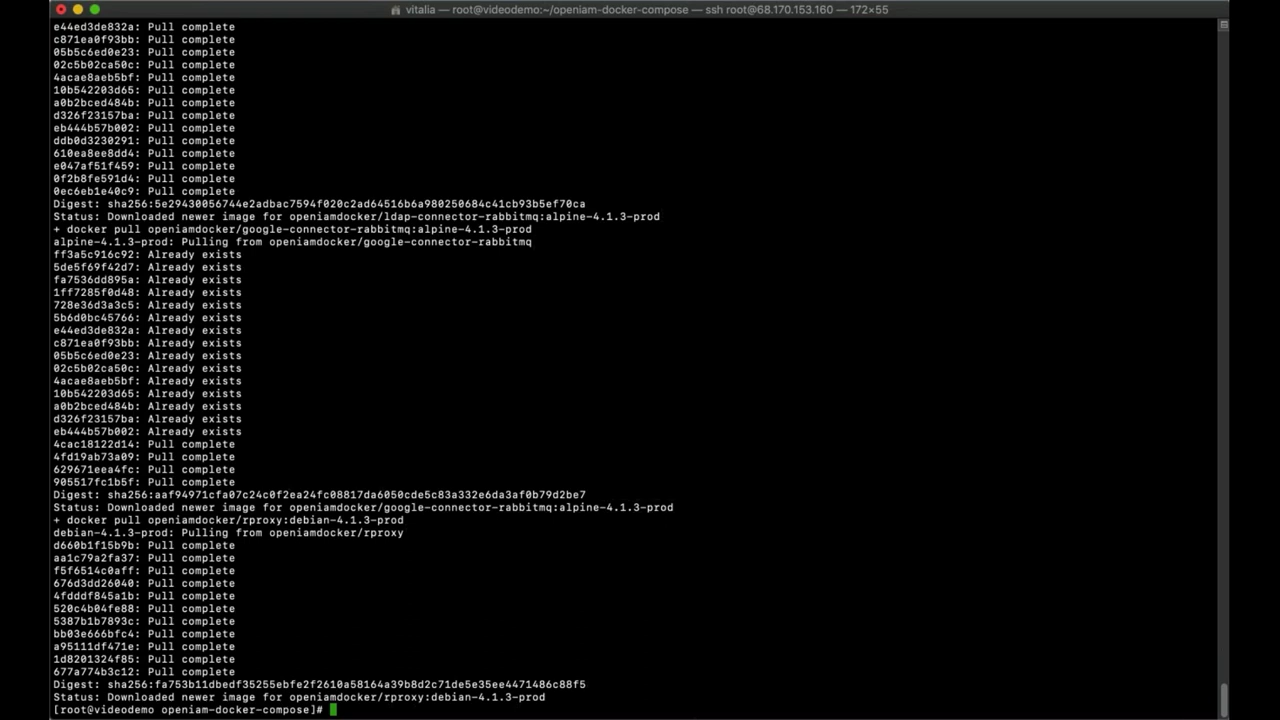 vitalia — root@videodemo:~/openiam-docker-compose — ssh root@68.170.153.160 — 172×55
e44ed3de832a: Pull complete
c871ea0f93bb: Pull complete
05b5c6ed0e23: Pull complete
02c5b02ca50c: Pull complete
4acae8aeb5bf: Pull complete
10b542203d65: Pull complete
a0b2bced484b: Pull complete
d326f23157ba: Pull complete
eb444b57b002: Pull complete
ddb0d3230291: Pull complete
610ea8ee8dd4: Pull complete
e047af51f459: Pull complete
0f2b8fe591d4: Pull complete
0ec6eb1e40c9: Pull complete
Digest: sha256:5e29430056744e2adbac7594f020c2ad64516b6a980250684c41cb93b5ef70ca
Status: Downloaded newer image for openiamdocker/ldap-connector-rabbitmq:alpine-4.1.3-prod
+ docker pull openiamdocker/google-connector-rabbitmq:alpine-4.1.3-prod
alpine-4.1.3-prod: Pulling from openiamdocker/google-connector-rabbitmq
ff3a5c916c92: Already exists
5de5f69f42d7: Already exists
fa7536dd895a: Already exists
1ff7285f0d48: Already exists
728e36d3a3c5: Already exists
5b6d0bc45766: Already exists
e44ed3de832a: Already exists
c871ea0f93bb: Already exists
05b5c6ed0e23: Already exists
02c5b02ca50c: Already exists
4acae8aeb5bf: Already exists
10b542203d65: Already exists
a0b2bced484b: Already exists
d326f23157ba: Already exists
eb444b57b002: Already exists
4cac18122d14: Pull complete
4fd19ab73a09: Pull complete
629671eea4fc: Pull complete
905517fc1b5f: Pull complete
Digest: sha256:aaf94971cfa07c24c0f2ea24fc08817da6050cde5c83a332e6da3af0b79d2be7
Status: Downloaded newer image for openiamdocker/google-connector-rabbitmq:alpine-4.1.3-prod
+ docker pull openiamdocker/rproxy:debian-4.1.3-prod
debian-4.1.3-prod: Pulling from openiamdocker/rproxy
d660b1f15b9b: Pull complete
aa1c79a2fa37: Pull complete
f5f6514c0aff: Pull complete
676d3dd26040: Pull complete
4fdddf845a1b: Pull complete
520c4b04fe88: Pull complete
5387b1b7893c: Pull complete
bb03e666bfc4: Pull complete
a95111df471e: Pull complete
1d8201324f85: Pull complete
677a774b3c12: Pull complete
Digest: sha256:fa753b11dbedf35255ebfe2f2610a58164a39b8d2c71de5e35ee4471486c88f5
Status: Downloaded newer image for openiamdocker/rproxy:debian-4.1.3-prod
[root@videodemo openiam-docker-compose]#